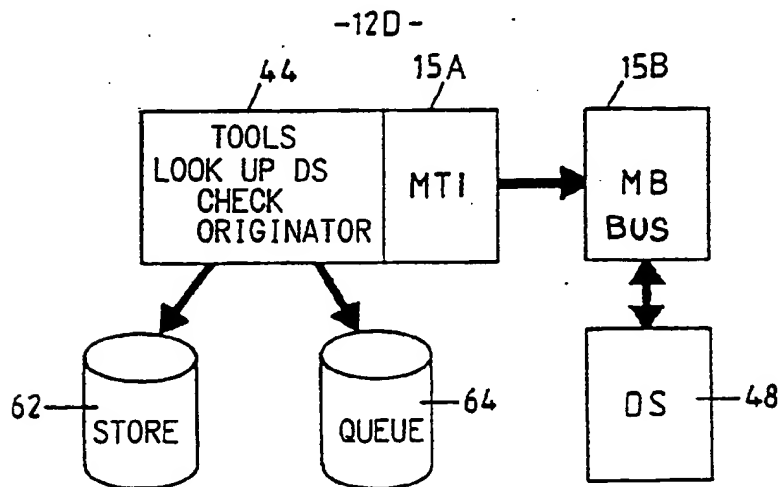 -12D-
44
15A
15B
TOOLS
LOOK UP DS
CHECK
ORIGINATOR
MTI
MB
BUS
62
STORE
QUEUE
64
DS
48